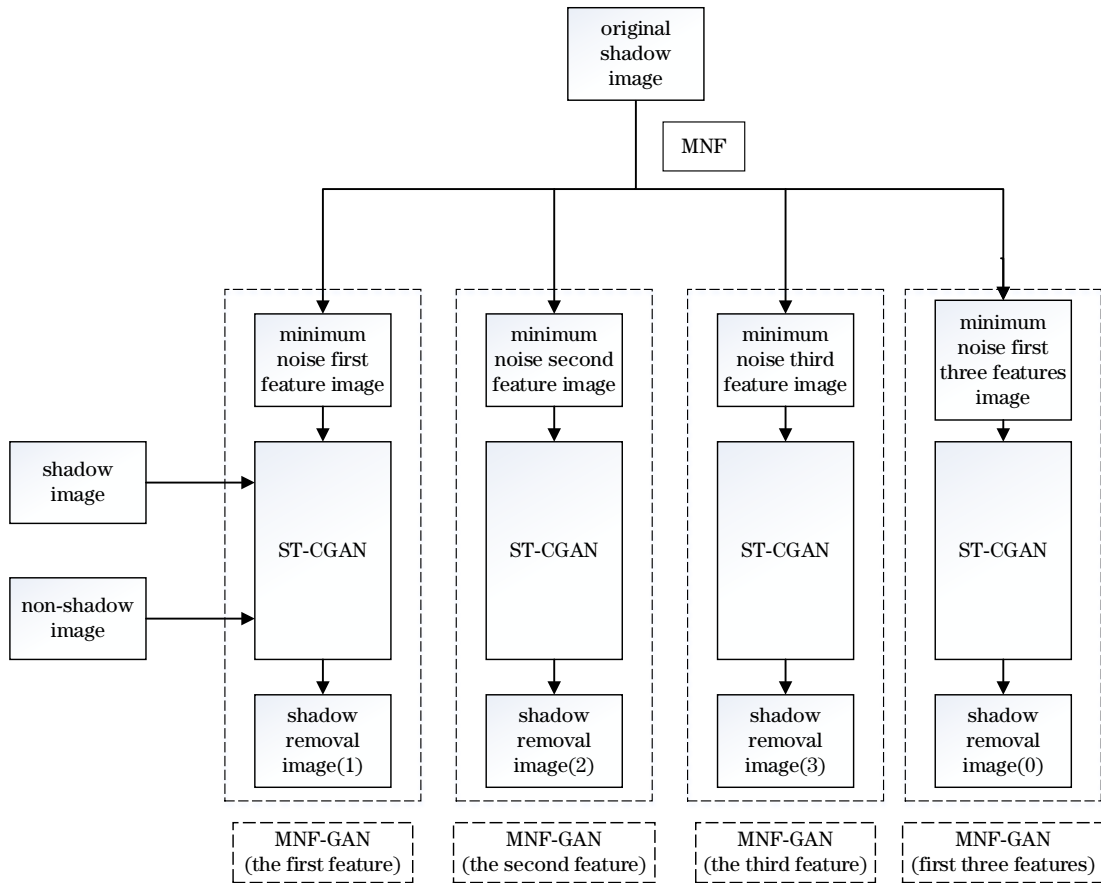 original
shadow
image
MNF
minimum
noise first
feature image
minimum
noise second
feature image
minimum
noise third
feature image
minimum
noise first
three features
image
shadow
image
non-shadow
image
ST-CGAN
ST-CGAN
ST-CGAN
ST-CGAN
shadow
removal
image(1)
shadow
removal
image(2)
shadow
removal
image(3)
shadow
removal
image(0)
MNF-GAN
(the first feature)
MNF-GAN
(the second feature)
MNF-GAN
(the third feature)
MNF-GAN
(first three features)